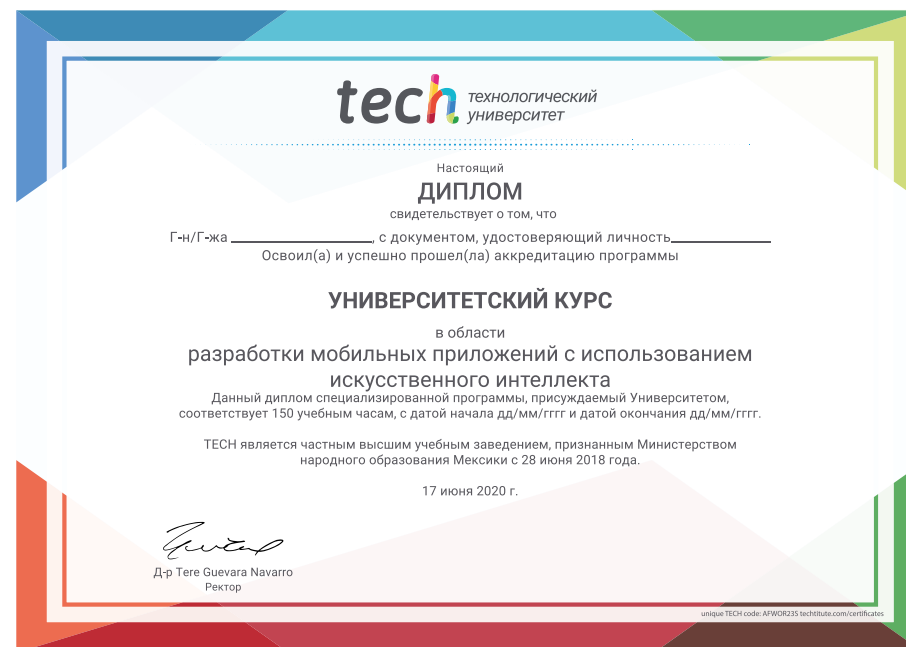 tech технологический
университет
Настоящий
ДИПЛОМ
свидетельствует о том, что
Г-н/Г-жа ____________________, с документом, удостоверяющий личность______________
Освоил(а) и успешно прошел(ла) аккредитацию программы
УНИВЕРСИТЕТСКИЙ КУРС
в области
разработки мобильных приложений с использованием
искусственного интеллекта
Данный диплом специализированной программы, присуждаемый Университетом,
соответствует 150 учебным часам, с датой начала дд/мм/гггг и датой окончания дд/мм/гггг.
TECH является частным высшим учебным заведением, признанным Министерством
народного образования Мексики с 28 июня 2018 года.
17 июня 2020 г.
Д-р Tere Guevara Navarro
Ректор
unique TECH code: AFWOR23S techtitute.com/certificates